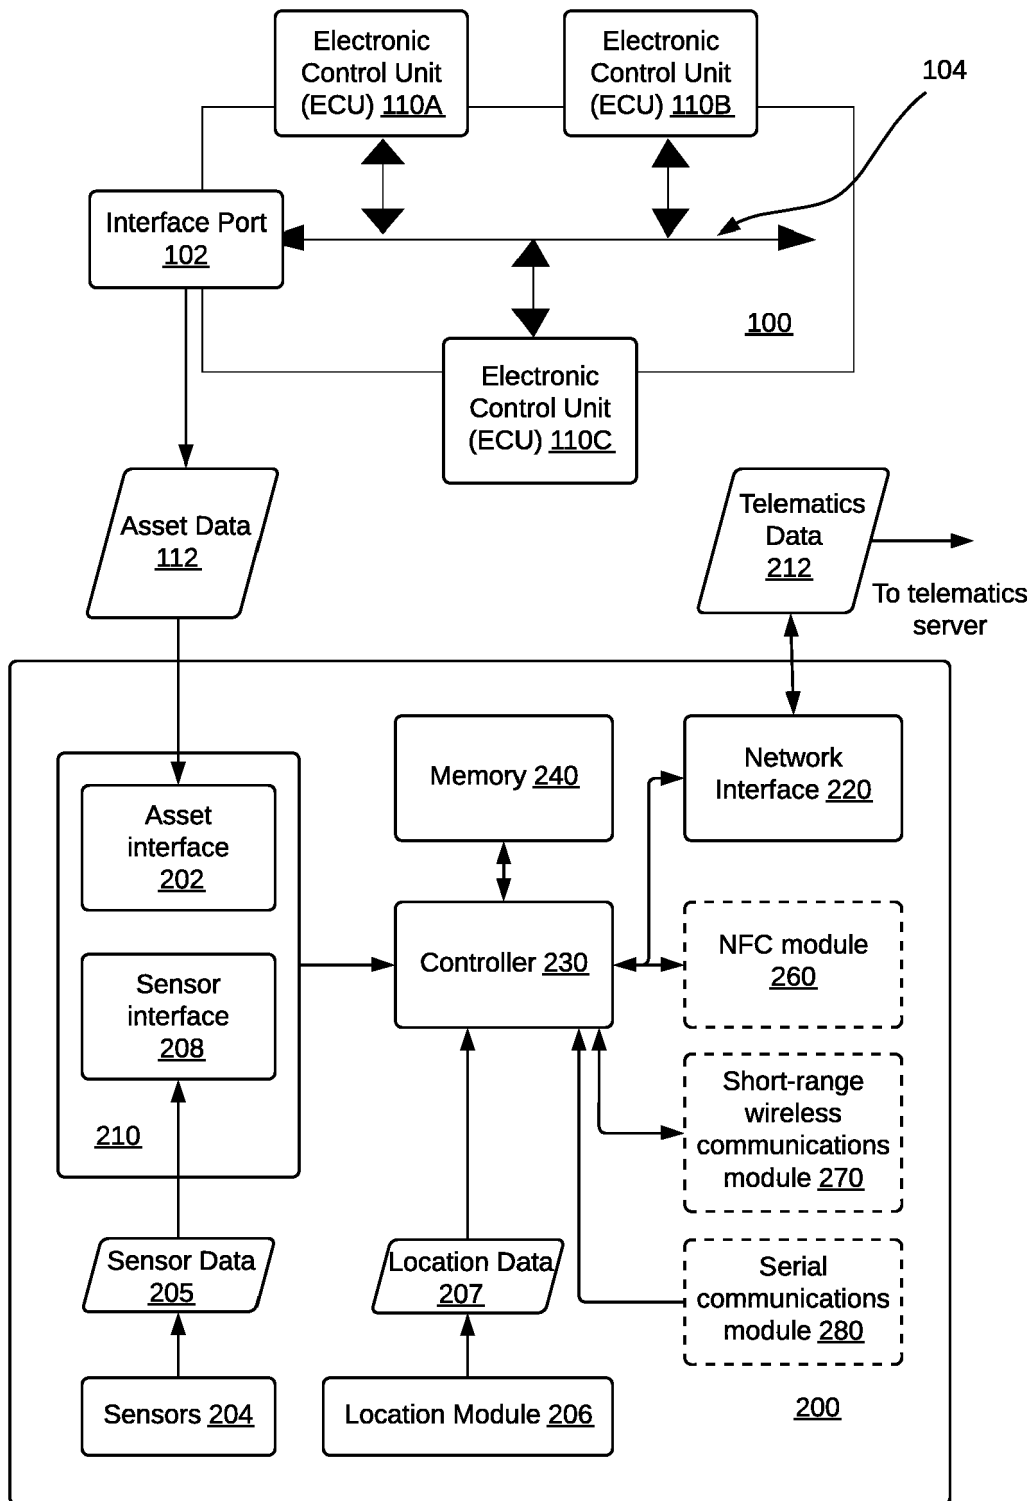 Electronic
Control Unit
(ECU) 110A
Electronic
Control Unit
(ECU) 110B
104
Interface Port
102
100
Electronic
Control Unit
(ECU) 110C
Asset Data
112
Telematics
Data
212
To telematics
server
Asset
interface
202
Memory 240
Network
Interface 220
Sensor
interface
208
210
Controller 230
NFC module
260
Short-range
wireless
communications
module 270
Sensor Data
205
Location Data
207
Serial
communications
module 280
Sensors 204
Location Module 206
200